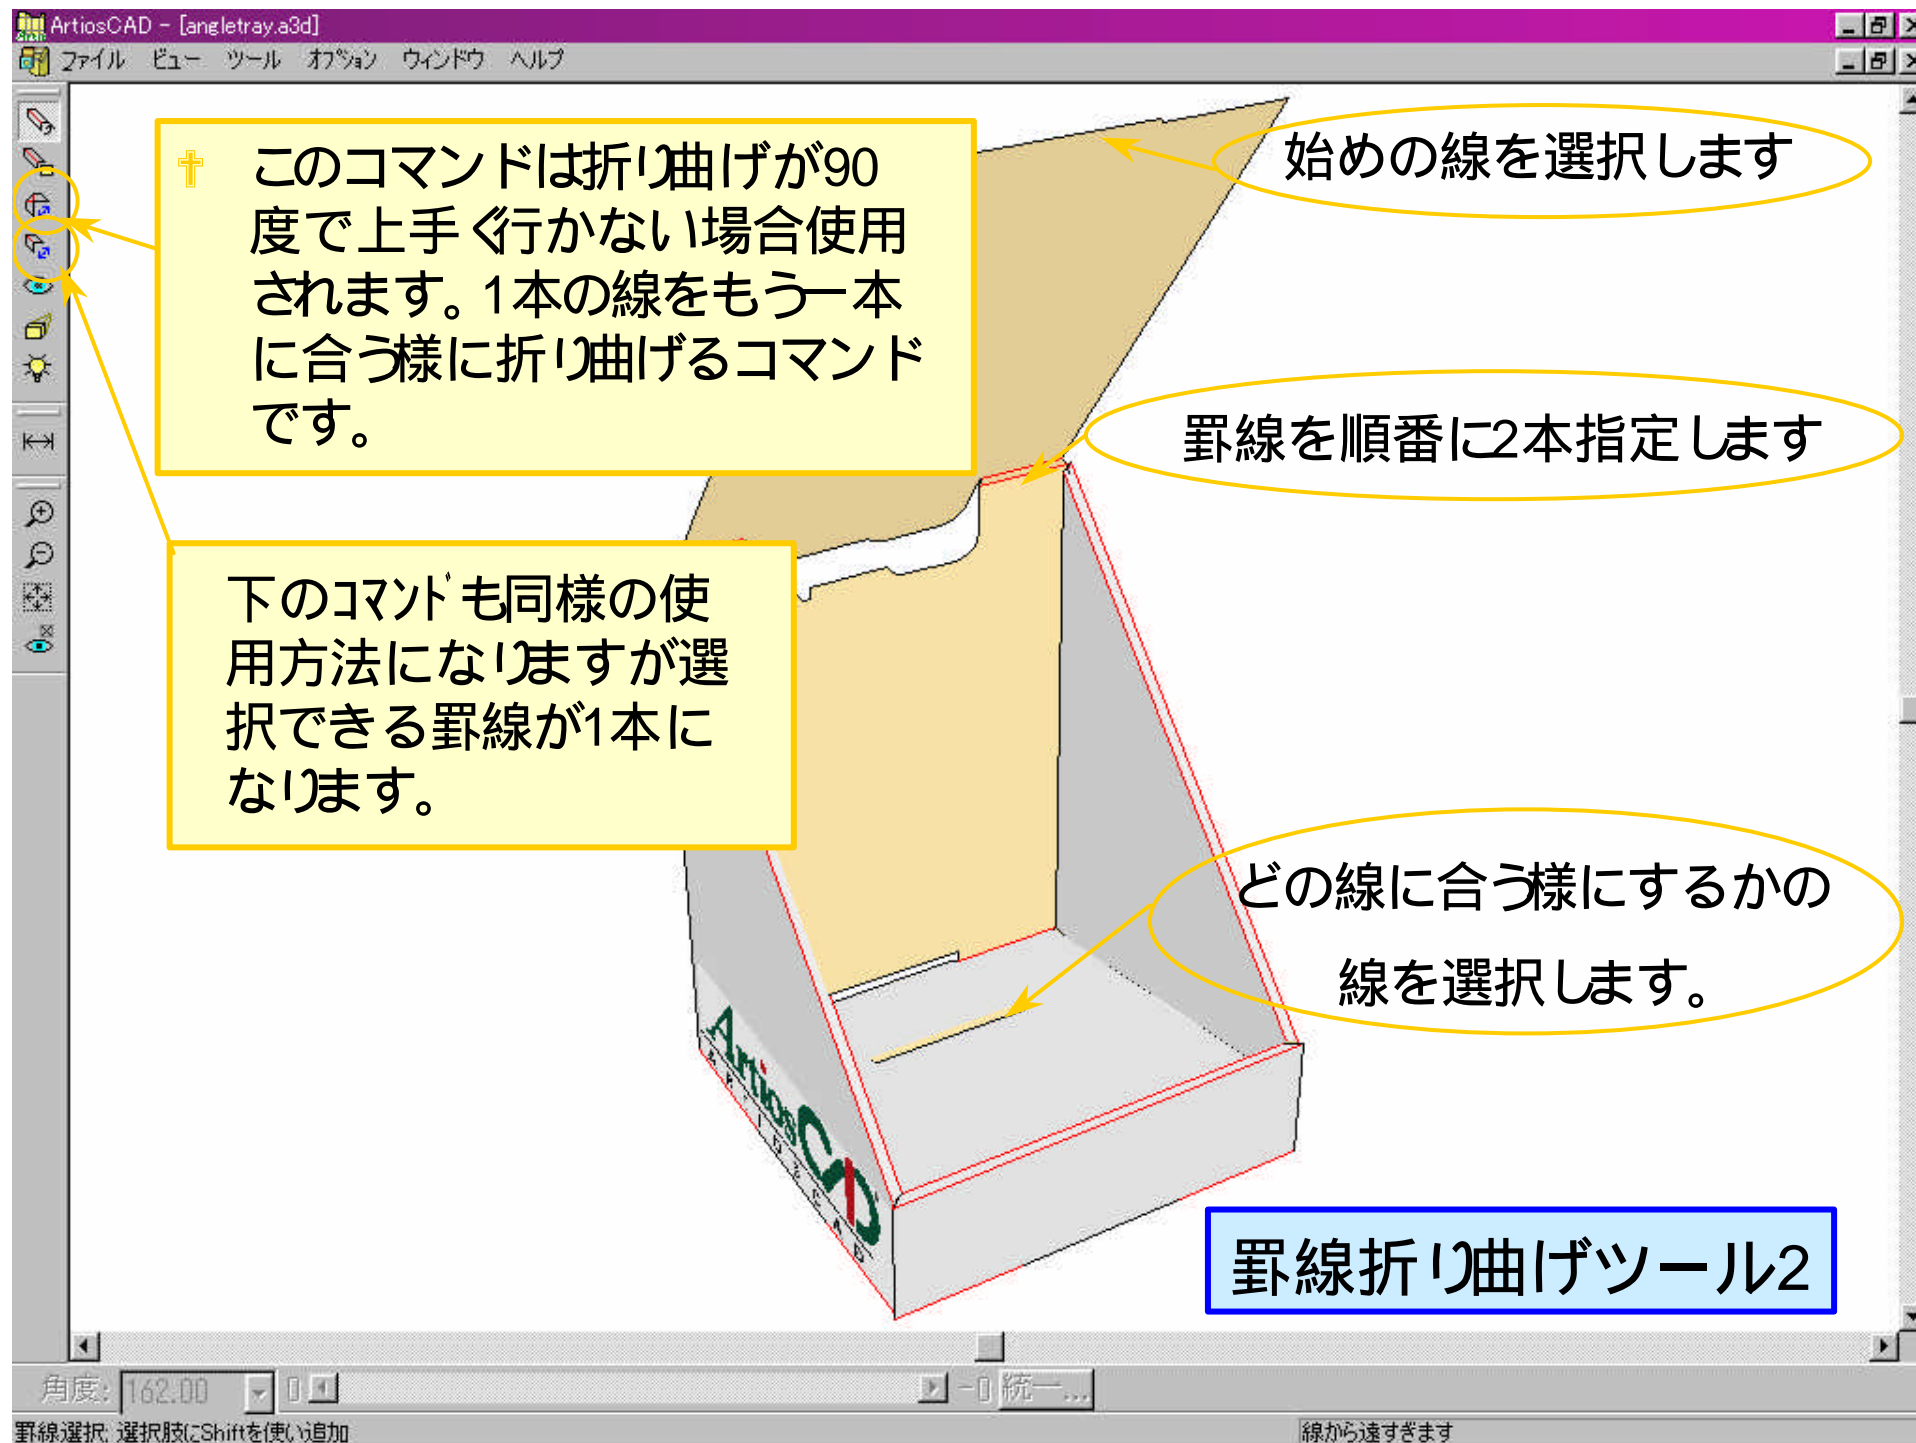 ArtiosCAD - [angletray.a3d]
ファイル ビュー ツール オプション ウィンドウ ヘルプ
† このコマンドは折り曲げが90
度で上手く行かない場合使用
されます。1本の線をもう一本
に合う様に折り曲げるコマンド
です。
始めの線を選択します
罫線を順番に2本指定します
下のコマンドも同様の使
用方法になりますが選
択できる罫線が1本に
なります。
どの線に合う様にするかの
線を選択します。
ArtiosCAD
ARTIOSCAD
罫線折り曲げツール2
角度: 162.00 0 -0 統一...
罫線選択: 選択肢にShiftを使い追加 線から遠すぎます